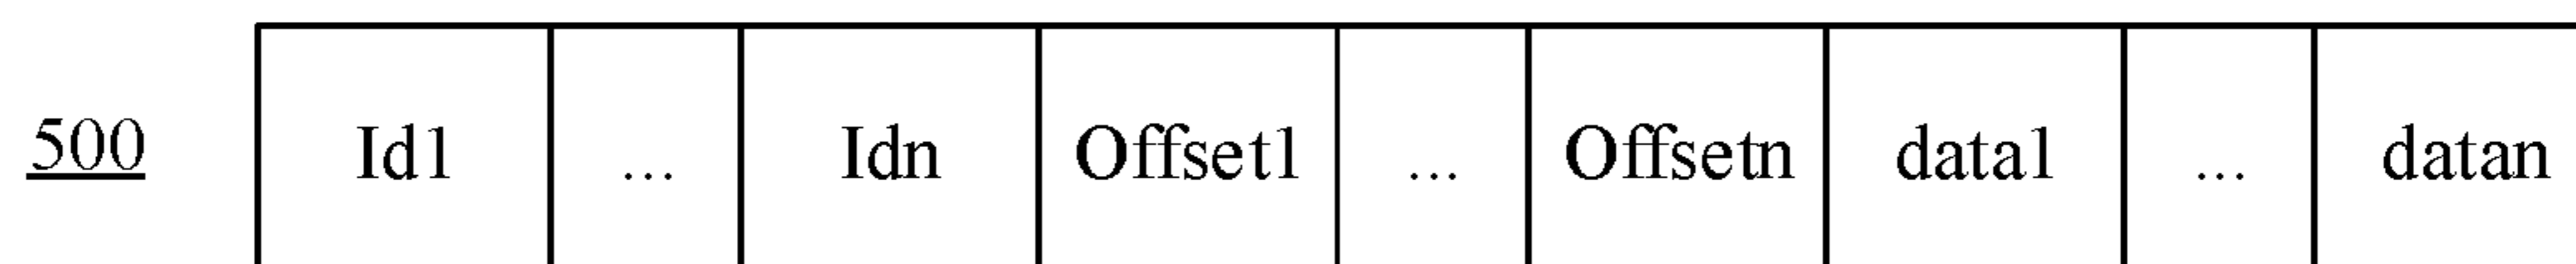 500 Id1 ... Idn Offset1 ... Offsetn data1 ... datan